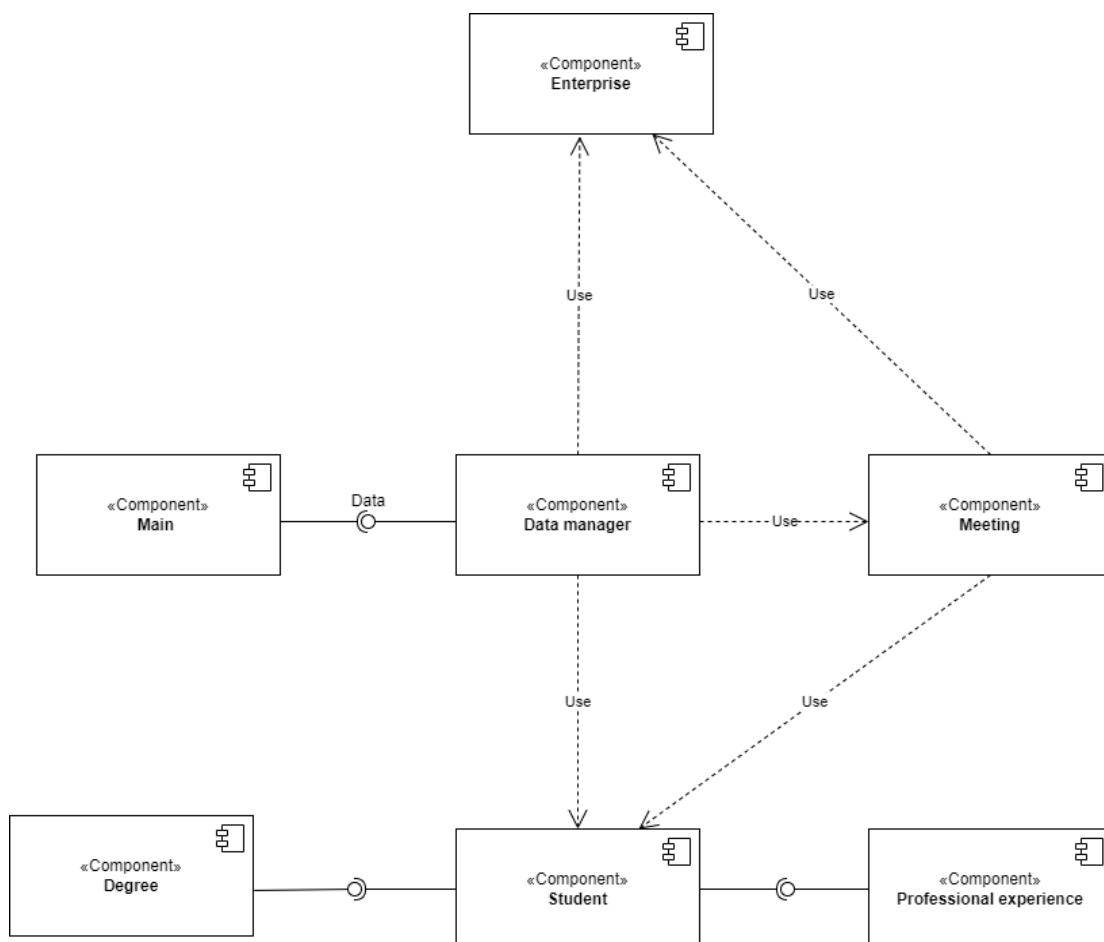 «Component»
Enterprise
Use
Use
«Component»
Main
Data
«Component»
Data manager
Use
«Component»
Meeting
Use
Use
«Component»
Degree
«Component»
Student
«Component»
Professional experience